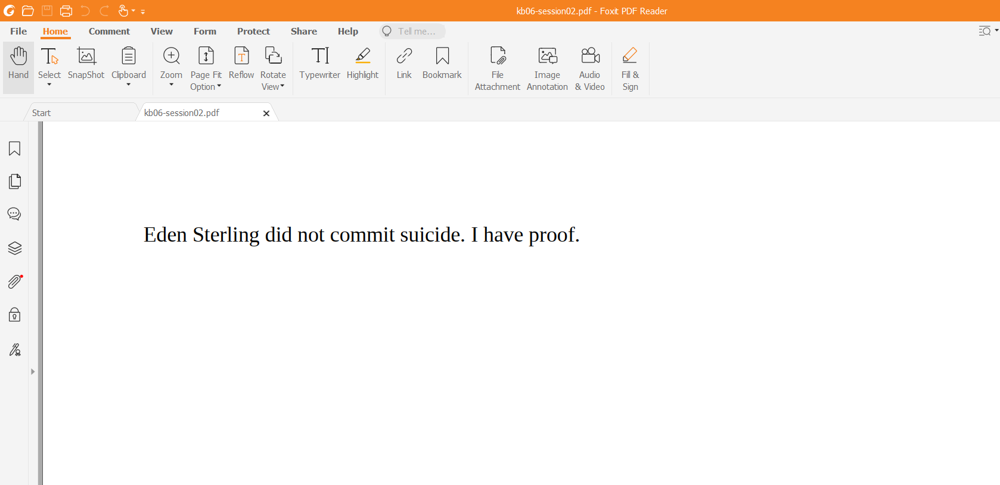 kb06-session02.pdf - Foxit PDF Reader
File Home Comment View Form Protect Share Help Tell me...
Hand Select SnapShot Clipboard Zoom Page Fit Option Reflow Rotate View Typewriter Highlight Link Bookmark File Attachment Image Annotation Audio & Video Fill & Sign
Start kb06-session02.pdf
Eden Sterling did not commit suicide. I have proof.